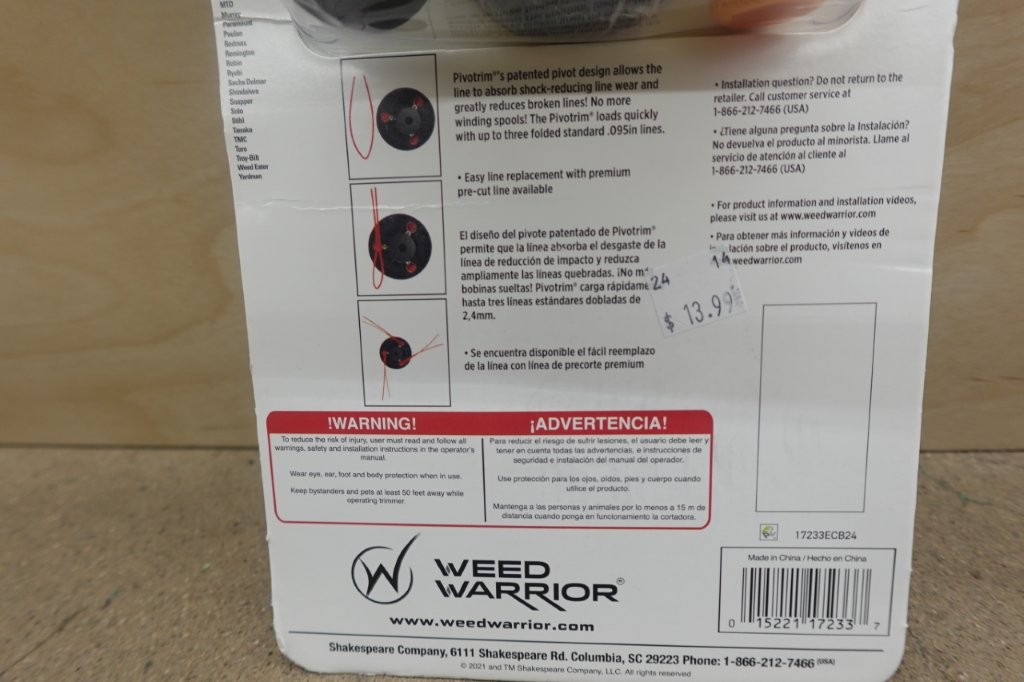 MTD
Murray
Paramount
Poulan
Redmax
Remington
Robin
Ryobi
Sachs Dolmar
Shindaiwa
Snapper
Solo
Stihl
Tanaka
TMC
Toro
Troy-Bilt
Weed Eater
Yardman
Pivotrim®'s patented pivot design allows the
line to absorb shock-reducing line wear and
greatly reduces broken lines! No more
winding spools! The Pivotrim® loads quickly
with up to three folded standard .095in lines.
• Easy line replacement with premium
pre-cut line available
El diseño del pivote patentado de Pivotrim®
permite que la línea absorba el desgaste de la
línea de reducción de impacto y reduzca
ampliamente las líneas quebradas. ¡No m
bobinas sueltas! Pivotrim® carga rápidame
hasta tres líneas estándares dobladas de
2,4mm.
• Se encuentra disponible el fácil reemplazo
de la línea con línea de precorte premium
• Installation question? Do not return to the
retailer. Call customer service at
1-866-212-7466 (USA)
• ¿Tiene alguna pregunta sobre la Instalación?
No devuelva el producto al minorista. Llame al
servicio de atención al cliente al
1-866-212-7466 (USA)
• For product information and installation videos,
please visit us at www.weedwarrior.com
• Para obtener más información y videos de
lación sobre el producto, visítenos en
weedwarrior.com
24 14
$ 13.99
!WARNING!
To reduce the risk of injury, user must read and follow all
warnings, safety and installation instructions in the operator's
manual.
Wear eye, ear, foot and body protection when in use.
Keep bystanders and pets at least 50 feet away while
operating trimmer.
¡ADVERTENCIA!
Para reducir el riesgo de sufrir lesiones, el usuario debe leer y
tener en cuenta todas las advertencias, e instrucciones de
seguridad e instalación del manual del operador.
Use protección para los ojos, oídos, pies y cuerpo cuando
utilice el producto.
Mantenga a las personas y animales por lo menos a 15 m de
distancia cuando ponga en funcionamiento la cortadora.
17233ECB24
Made in China / Hecho en China
0 15221 17233 7
W WEED
WARRIOR®
www.weedwarrior.com
Shakespeare Company, 6111 Shakespeare Rd. Columbia, SC 29223 Phone: 1-866-212-7466 (USA)
© 2021 and TM Shakespeare Company, LLC. All rights reserved